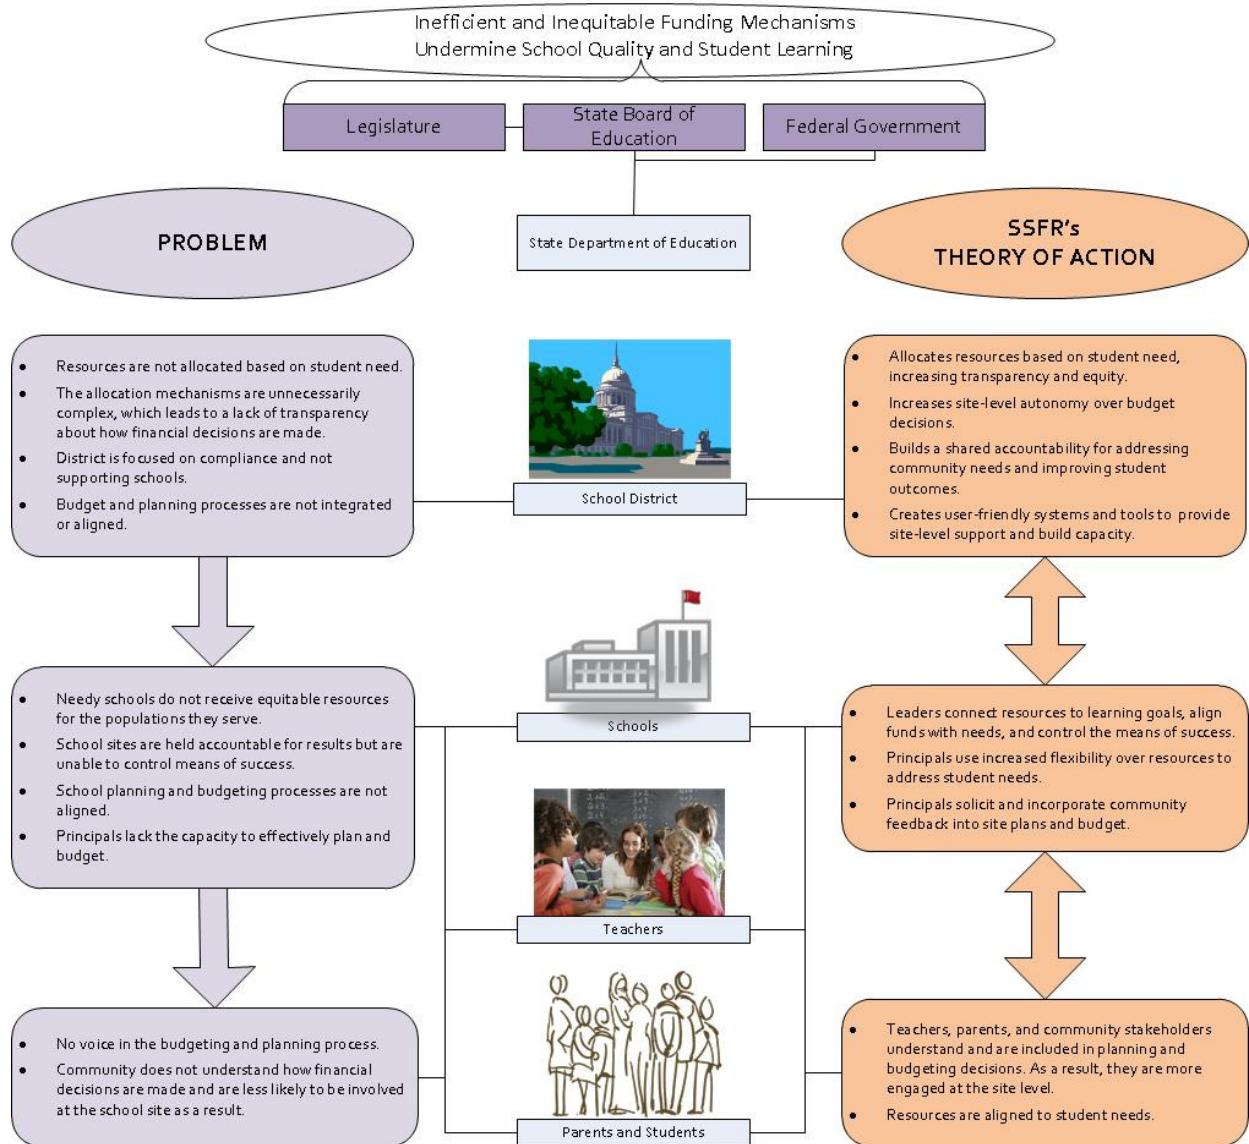 Inefficient and Inequitable Funding Mechanisms
Undermine School Quality and Student Learning
Legislature
State Board of
Education
Federal Government
State Department of Education
PROBLEM
SSFR's
THEORY OF ACTION
• Resources are not allocated based on student need.
• The allocation mechanisms are unnecessarily
complex, which leads to a lack of transparency
about how financial decisions are made.
• District is focused on compliance and not
supporting schools.
• Budget and planning processes are not integrated
or aligned.
School District
• Allocates resources based on student need,
increasing transparency and equity.
• Increases site-level autonomy over budget
decisions.
• Builds a shared accountability for addressing
community needs and improving student
outcomes.
• Creates user-friendly systems and tools to provide
site-level support and build capacity.
• Needy schools do not receive equitable resources
for the populations they serve.
• School sites are held accountable for results but are
unable to control means of success.
• School planning and budgeting processes are not
aligned.
• Principals lack the capacity to effectively plan and
budget.
Schools
Teachers
• Leaders connect resources to learning goals, align
funds with needs, and control the means of success.
• Principals use increased flexibility over resources to
address student needs.
• Principals solicit and incorporate community
feedback into site plans and budget.
• No voice in the budgeting and planning process.
• Community does not understand how financial
decisions are made and are less likely to be involved
at the school site as a result.
Parents and Students
• Teachers, parents, and community stakeholders
understand and are included in planning and
budgeting decisions. As a result, they are more
engaged at the site level.
• Resources are aligned to student needs.